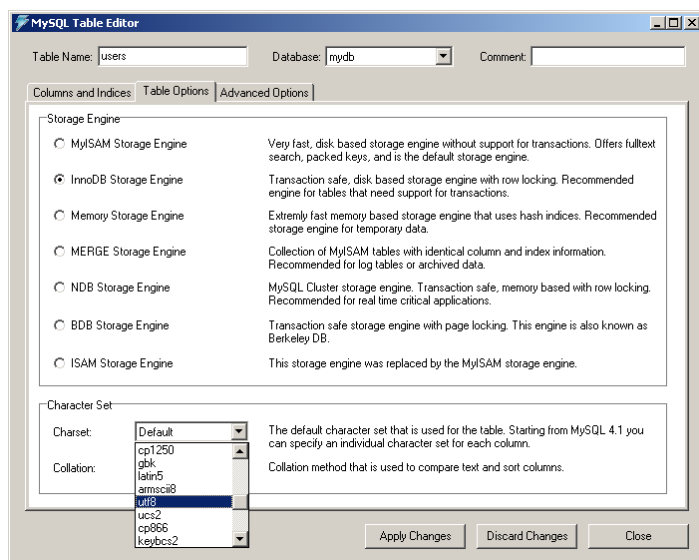 MySQL Table Editor
Table Name: users Database: mydb Comment:
Columns and Indices Table Options Advanced Options
Storage Engine
MyISAM Storage Engine Very fast, disk based storage engine without support for transactions. Offers fulltext
search, packed keys, and is the default storage engine.
InnoDB Storage Engine Transaction safe, disk based storage engine with row locking. Recommended
engine for tables that need support for transactions.
Memory Storage Engine Extremly fast memory based storage engine that uses hash indices. Recommended
storage engine for temporary data.
MERGE Storage Engine Collection of MyISAM tables with identical column and index information.
Recommended for log tables or archived data.
NDB Storage Engine MySQL Cluster storage engine. Transaction safe, memory based with row locking.
Recommended for real time critical applications.
BDB Storage Engine Transaction safe storage engine with page locking. This engine is also known as
Berkeley DB.
ISAM Storage Engine This storage engine was replaced by the MyISAM storage engine.
Character Set
Charset: Default The default character set that is used for the table. Starting from MySQL 4.1 you
can specify an individual character set for each column.
Collation: Collation method that is used to compare text and sort columns.
cp1250
gbk
latin5
armscii8
utf8
ucs2
cp866
keybcs2
Apply Changes Discard Changes Close